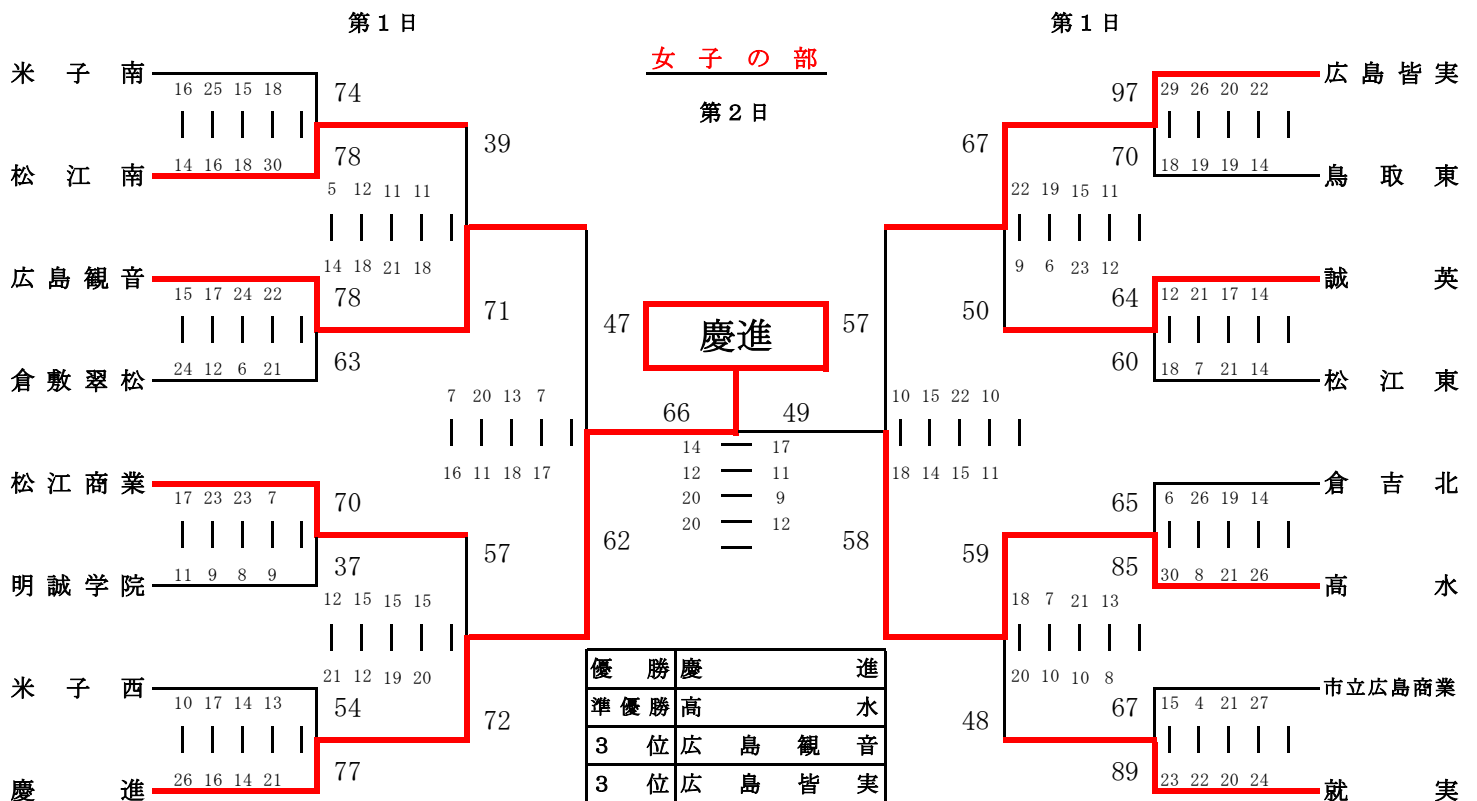 第1日 第1日
女子の部
第2日
米子南 広島皆実
16 25 15 18 74 97 29 26 20 22
39 67
14 16 18 30 78 70 18 19 19 14
松江南 鳥取東
5 12 11 11 22 19 15 11
14 18 21 18 9 6 23 12
広島観音 誠英
15 17 24 22 78 64 12 21 17 14
71 50
47 慶進 57
24 12 6 21 63 60 18 7 21 14
倉敷翠松 松江東
7 20 13 7 66 49 10 15 22 10
14 17
12 11
16 11 18 17 18 14 15 11
20 9
20 12
松江商業 倉吉北
17 23 23 7 70 65 6 26 19 14
62 58
57 59
11 9 8 9 37 85 30 8 21 26
明誠学院 高水
12 15 15 15 18 7 21 13
21 12 19 20 20 10 10 8
優勝 慶進
米子西 市立広島商業
10 17 14 13 54 67 15 4 21 27
準優勝 高水
72 48
3位 広島観音
26 16 14 21 77 89 23 22 20 24
3位 広島皆実
慶進 就実